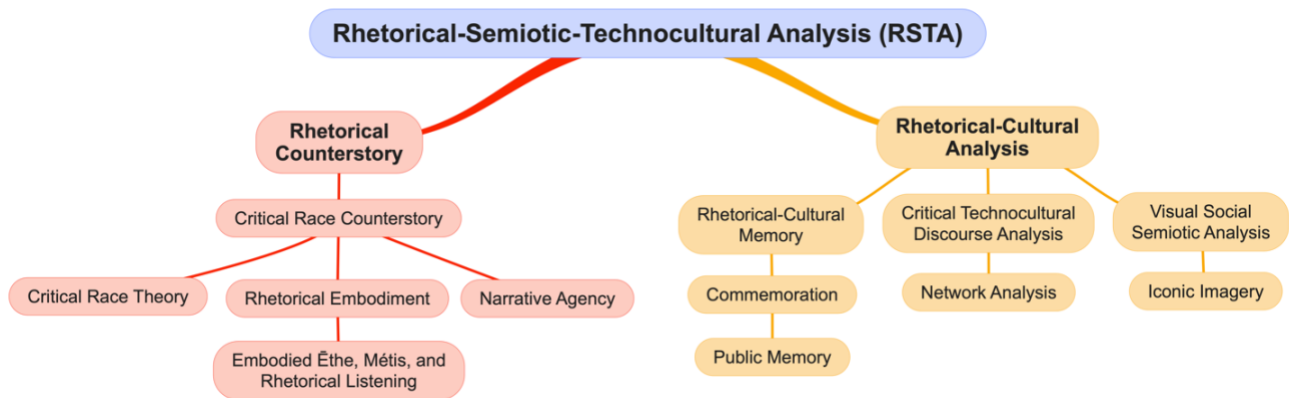 Rhetorical-Semiotic-Technocultural Analysis (RSTA)
Rhetorical
Counterstory
Rhetorical-Cultural
Analysis
Critical Race Counterstory
Rhetorical-Cultural
Memory
Critical Technocultural
Discourse Analysis
Visual Social
Semiotic Analysis
Critical Race Theory
Rhetorical Embodiment
Narrative Agency
Commemoration
Network Analysis
Iconic Imagery
Embodied Ēthe, Métis, and
Rhetorical Listening
Public Memory